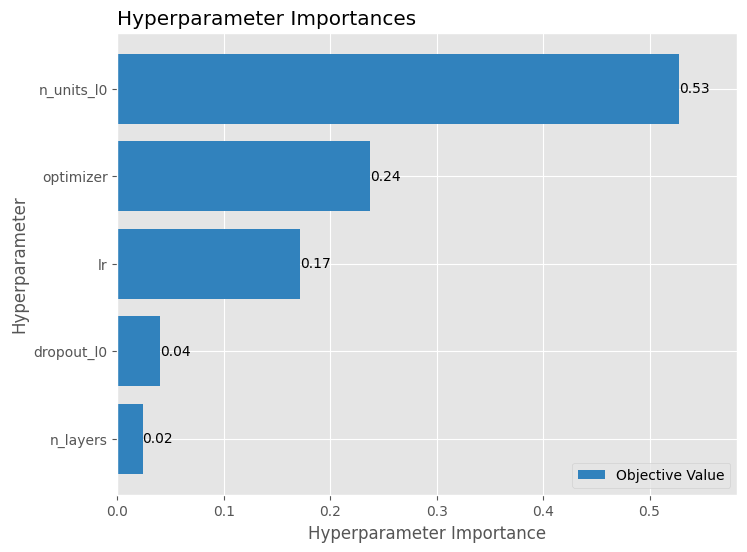 Hyperparameter Importances
Hyperparameter
n_units_l0
0.53
optimizer
0.24
lr
0.17
dropout_l0
0.04
n_layers
0.02
Objective Value
0.0 0.1 0.2 0.3 0.4 0.5
Hyperparameter Importance